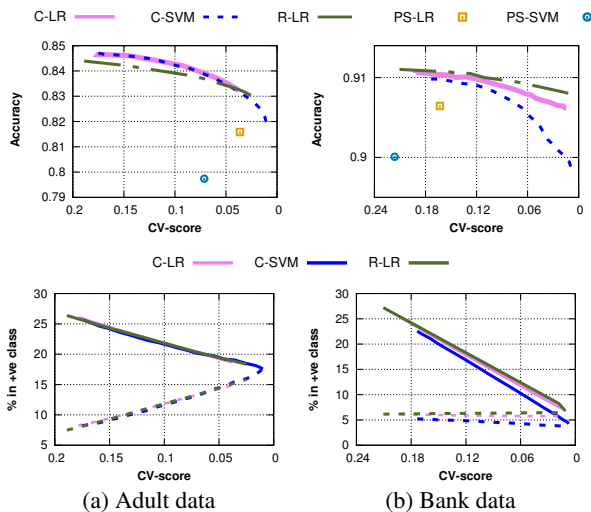 C-LR C-SVM R-LR PS-LR PS-SVM
0.85
0.84
0.83
0.82
0.81
0.8
0.79
Accuracy
0.2 0.15 0.1 0.05 0
CV-score
0.91
0.9
Accuracy
0.24 0.18 0.12 0.06 0
CV-score
C-LR C-SVM R-LR
30
25
20
15
10
5
0
% in +ve class
0.2 0.15 0.1 0.05
CV-score
30
25
20
15
10
5
0
% in +ve class
0.24 0.18 0.12 0.06 0
CV-score
(a) Adult data (b) Bank data